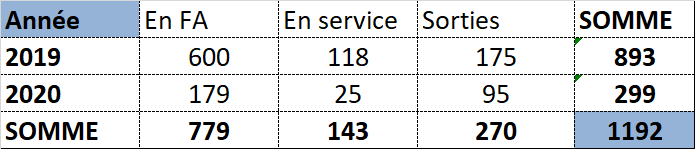 Année En FA En service Sorties SOMME
2019 600 118 175 893
2020 179 25 95 299
SOMME 779 143 270 1192